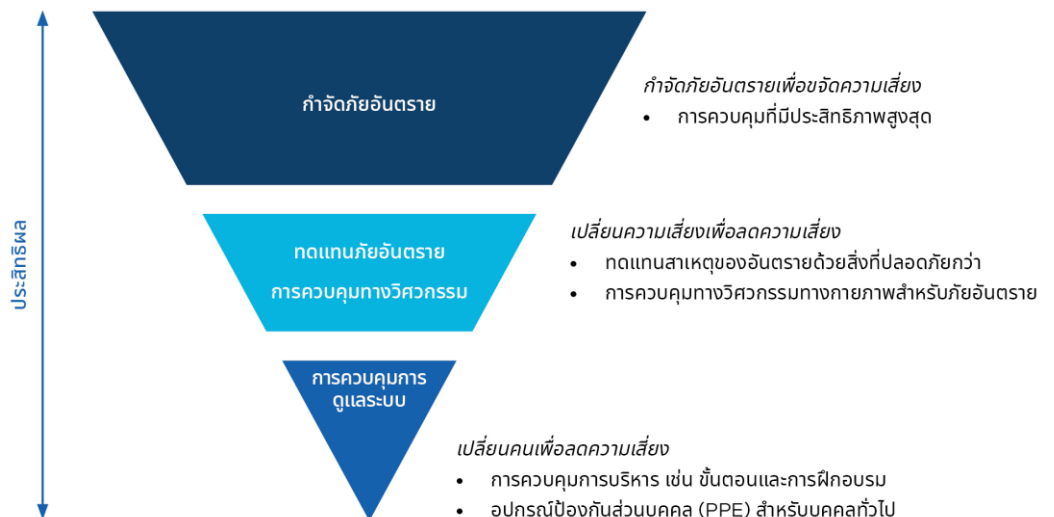 กำจัดภัยอันตราย
กำจัดภัยอันตรายเพื่อขจัดความเสี่ยง
• การควบคุมที่มีประสิทธิภาพสูงสุด
ประสิทธิผล
ทดแทนภัยอันตราย
การควบคุมทางวิศวกรรม
เปลี่ยนความเสี่ยงเพื่อลดความเสี่ยง
• ทดแทนสาเหตุของอันตรายด้วยสิ่งที่ปลอดภัยกว่า
• การควบคุมทางวิศวกรรมทางกายภาพสำหรับภัยอันตราย
การควบคุมการ
ดูแลระบบ
เปลี่ยนคนเพื่อลดความเสี่ยง
• การควบคุมการบริหาร เช่น ขั้นตอนและการฝึกอบรม
• อุปกรณ์ป้องกันส่วนบุคคล (PPE) สำหรับบุคคลทั่วไป